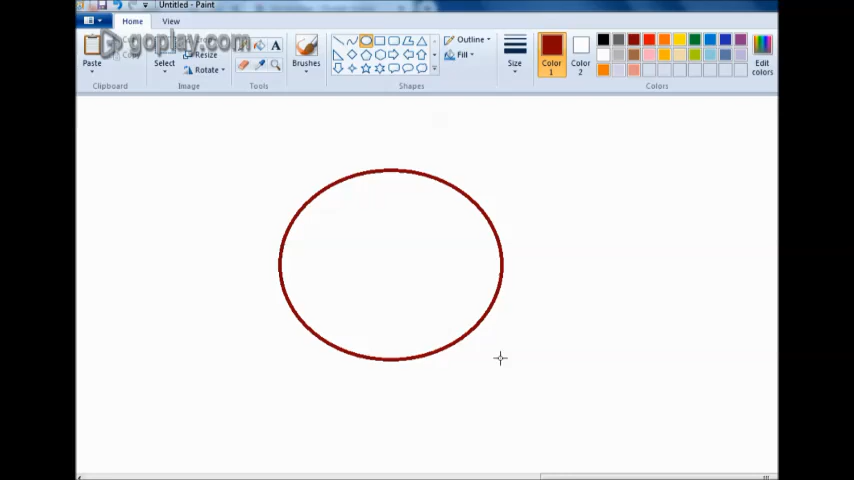 Untitled - Paint
Home View
goplay.com
Paste
Select
Resize
Rotate
Brushes
Outline
Fill
Size
Color 1
Color 2
Edit colors
Clipboard
Image
Tools
Shapes
Colors